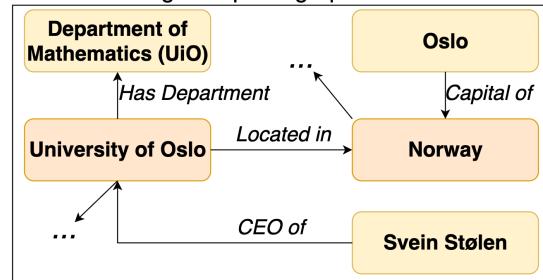 Department of
Mathematics (UiO)
Oslo
...
Has Department
Capital of
University of Oslo
Located in
Norway
...
CEO of
Svein Stølen